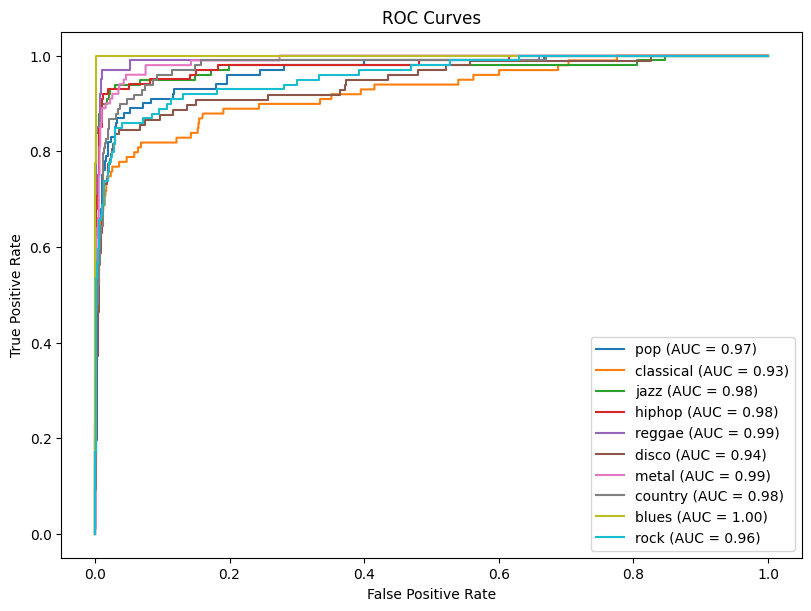 ROC Curves
1.0
0.8
0.6
0.4
0.2
0.0
True Positive Rate
pop (AUC = 0.97)
classical (AUC = 0.93)
jazz (AUC = 0.98)
hiphop (AUC = 0.98)
reggae (AUC = 0.99)
disco (AUC = 0.94)
metal (AUC = 0.99)
country (AUC = 0.98)
blues (AUC = 1.00)
rock (AUC = 0.96)
0.0 0.2 0.4 0.6 0.8 1.0
False Positive Rate